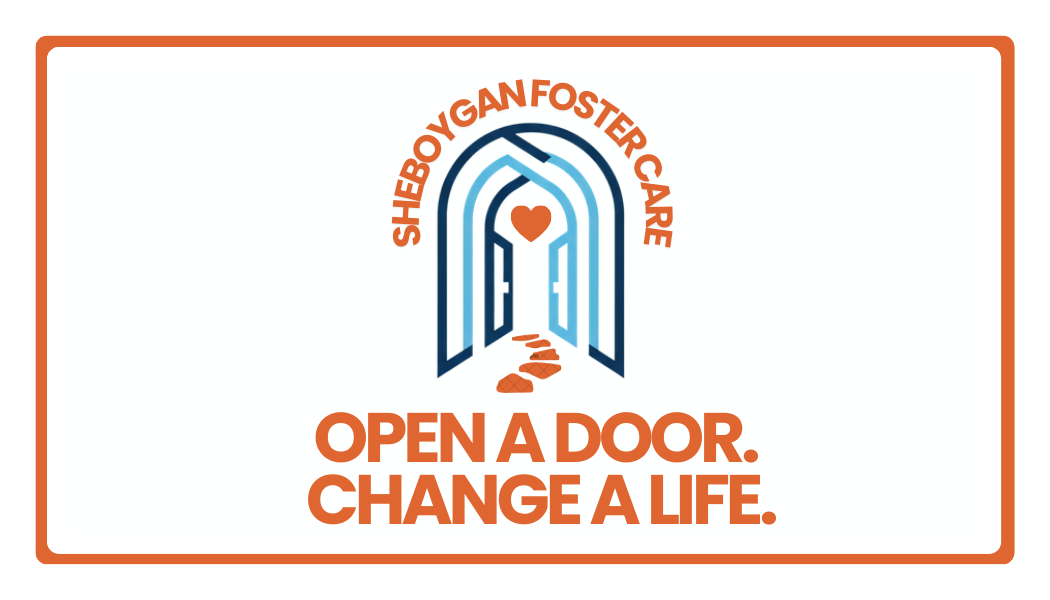 SHEBOYGAN FOSTER CARE
OPEN A DOOR.
CHANGE A LIFE.